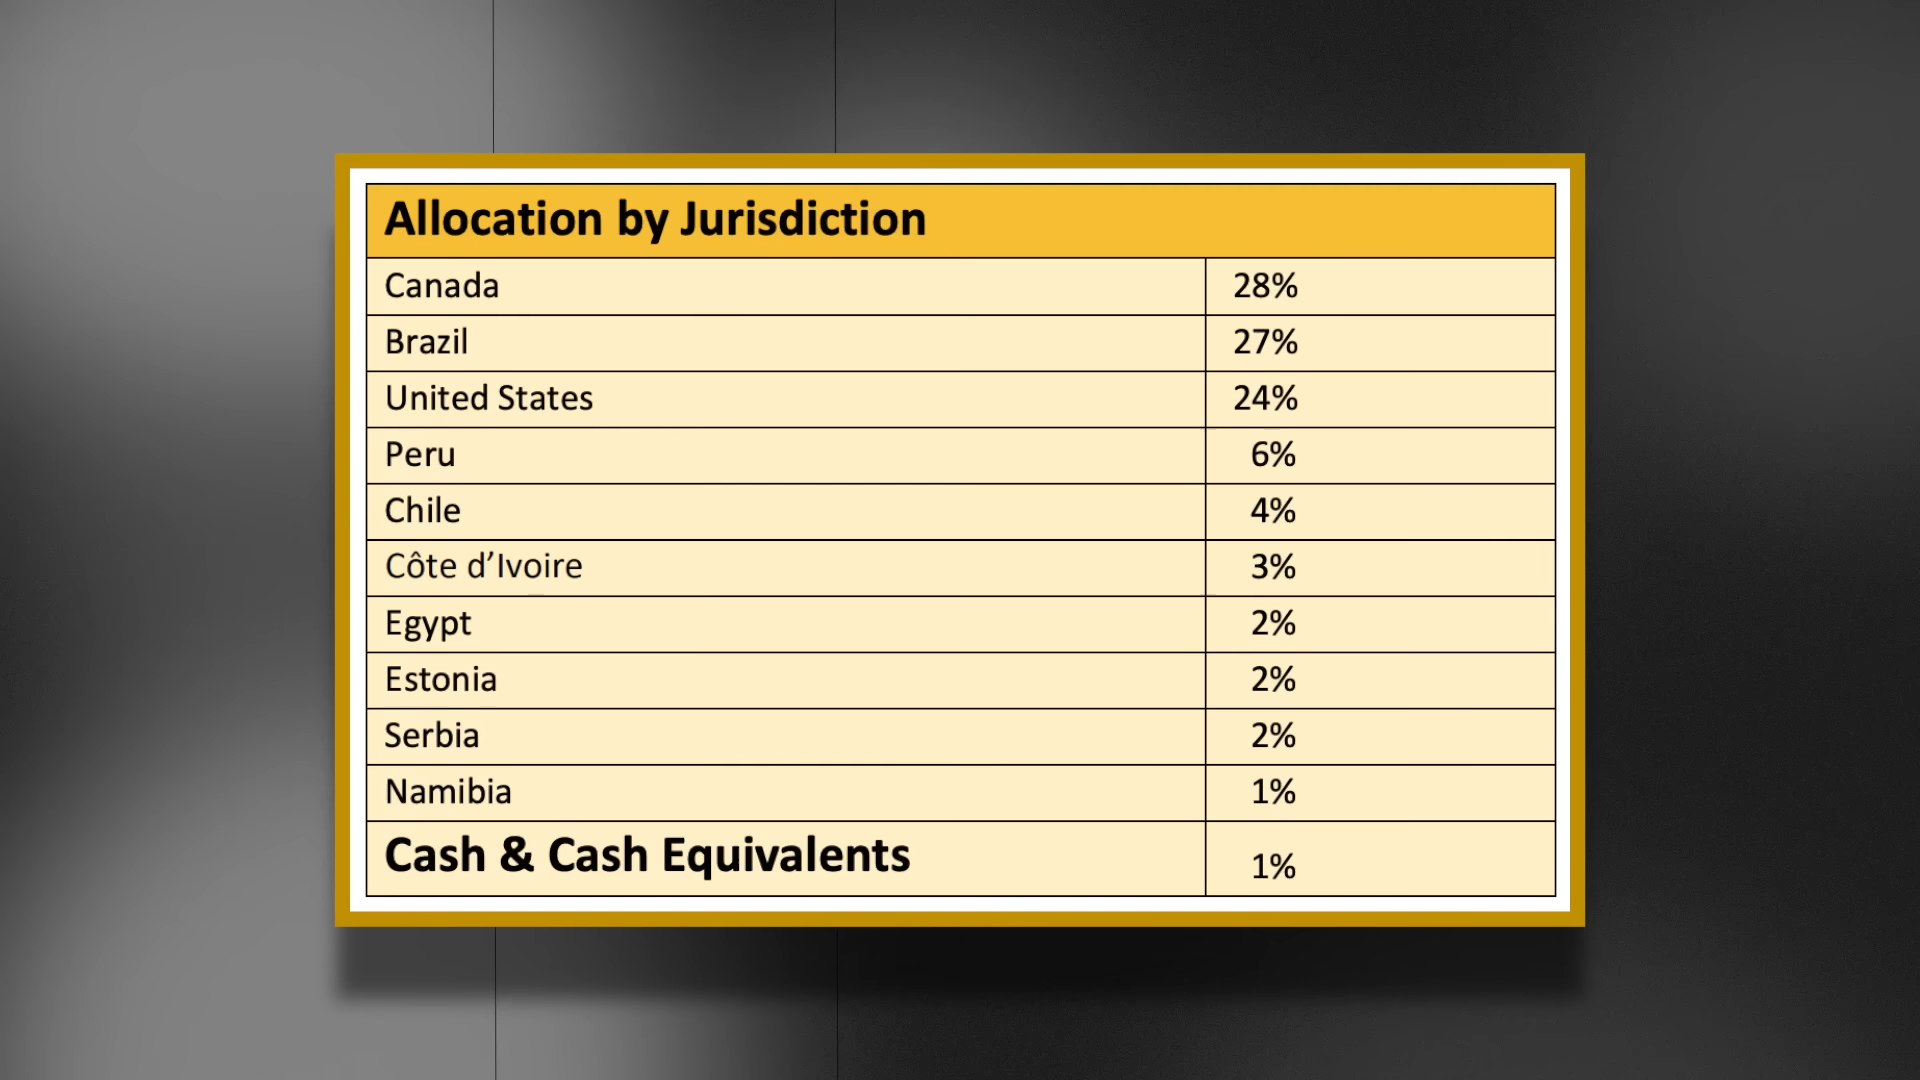 Allocation by Jurisdiction
Canada 28%
Brazil 27%
United States 24%
Peru 6%
Chile 4%
Côte d’Ivoire 3%
Egypt 2%
Estonia 2%
Serbia 2%
Namibia 1%
Cash & Cash Equivalents 1%